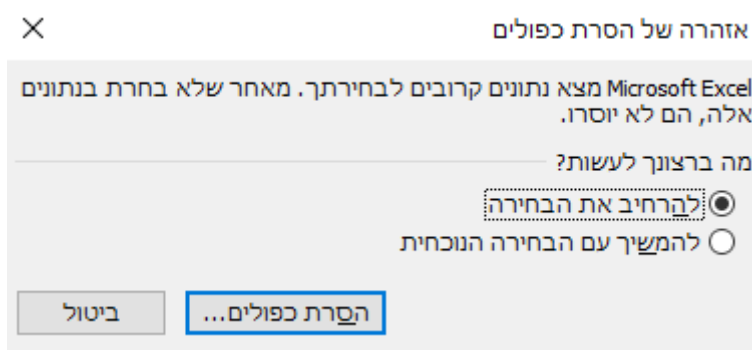 אזהרה של הסרת כפולים
Microsoft Excel מצא נתונים קרובים לבחירתך. מאחר שלא בחרת בנתונים
אלה, הם לא יוסרו.
מה ברצונך לעשות?
להרחיב את הבחירה
להמשיך עם הבחירה הנוכחית
הסרת כפולים...
ביטול